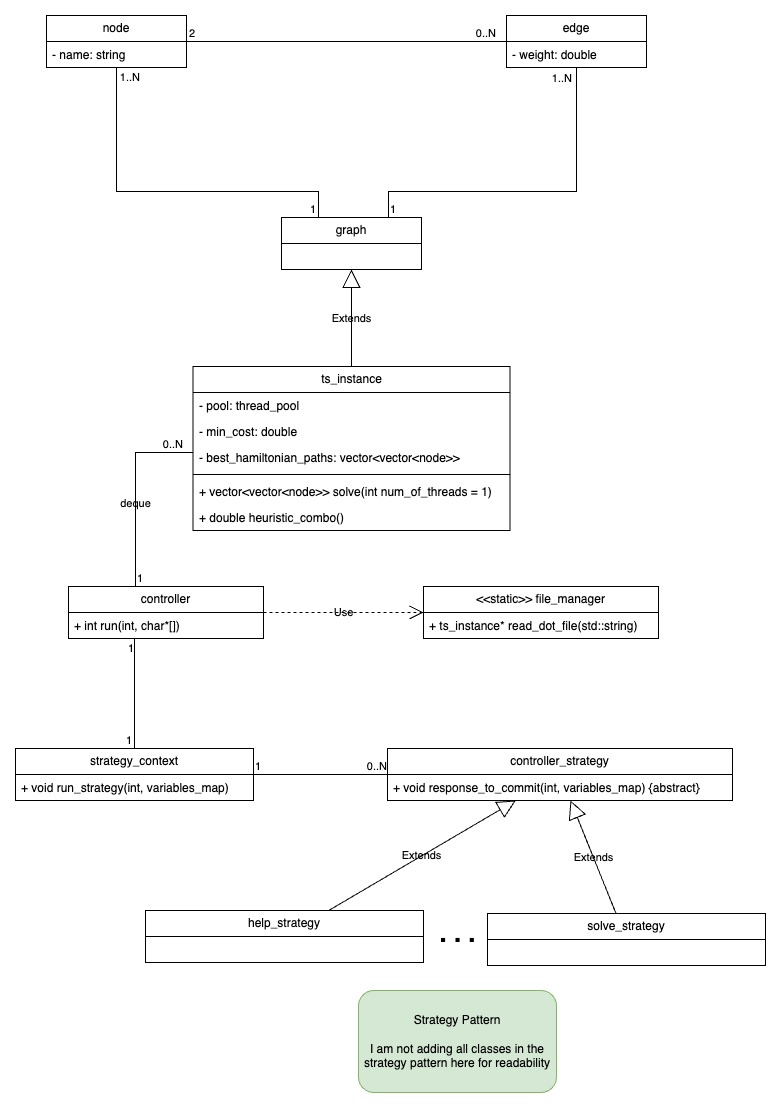 node
- name: string
2
0..N
edge
- weight: double
1..N
1..N
1
1
graph
Extends
ts_instance
- pool: thread_pool
- min_cost: double
- best_hamiltonian_paths: vector<vector<node>>
+ vector<vector<node>> solve(int num_of_threads = 1)
+ double heuristic_combo()
0..N
deque
1
controller
+ int run(int, char*[])
Use
<<static>> file_manager
+ ts_instance* read_dot_file(std::string)
1
1
strategy_context
+ void run_strategy(int, variables_map)
1
0..N
controller_strategy
+ void response_to_commit(int, variables_map) {abstract}
Extends
Extends
help_strategy
. . .
solve_strategy
Strategy Pattern
I am not adding all classes in the
strategy pattern here for readability